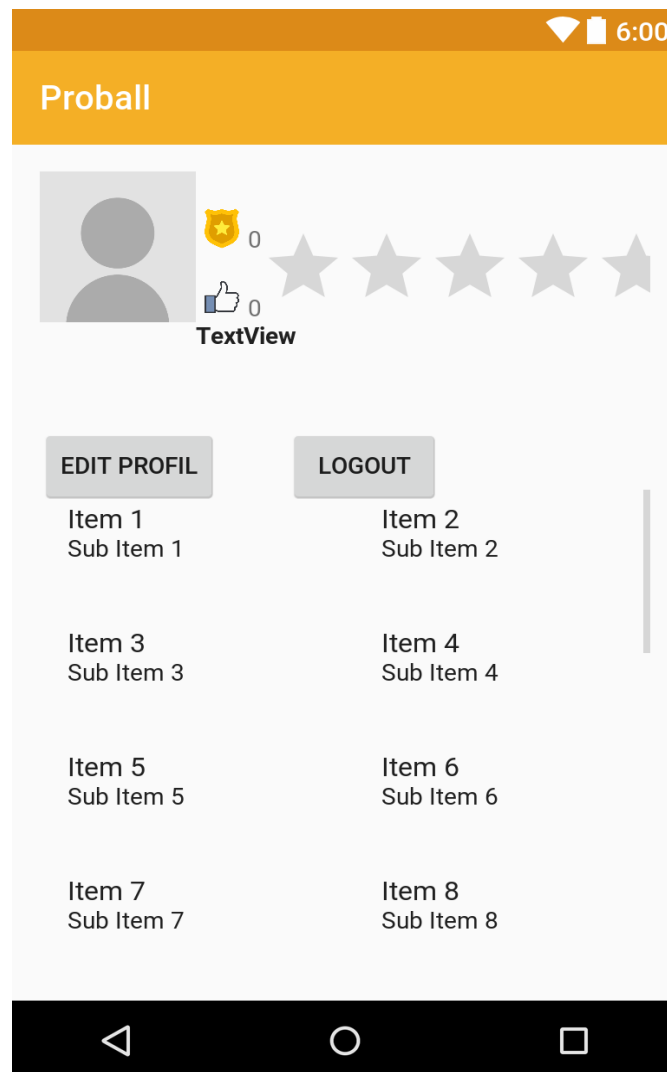 6:00
Proball
0
0
TextView
EDIT PROFIL
LOGOUT
Item 1
Sub Item 1
Item 2
Sub Item 2
Item 3
Sub Item 3
Item 4
Sub Item 4
Item 5
Sub Item 5
Item 6
Sub Item 6
Item 7
Sub Item 7
Item 8
Sub Item 8